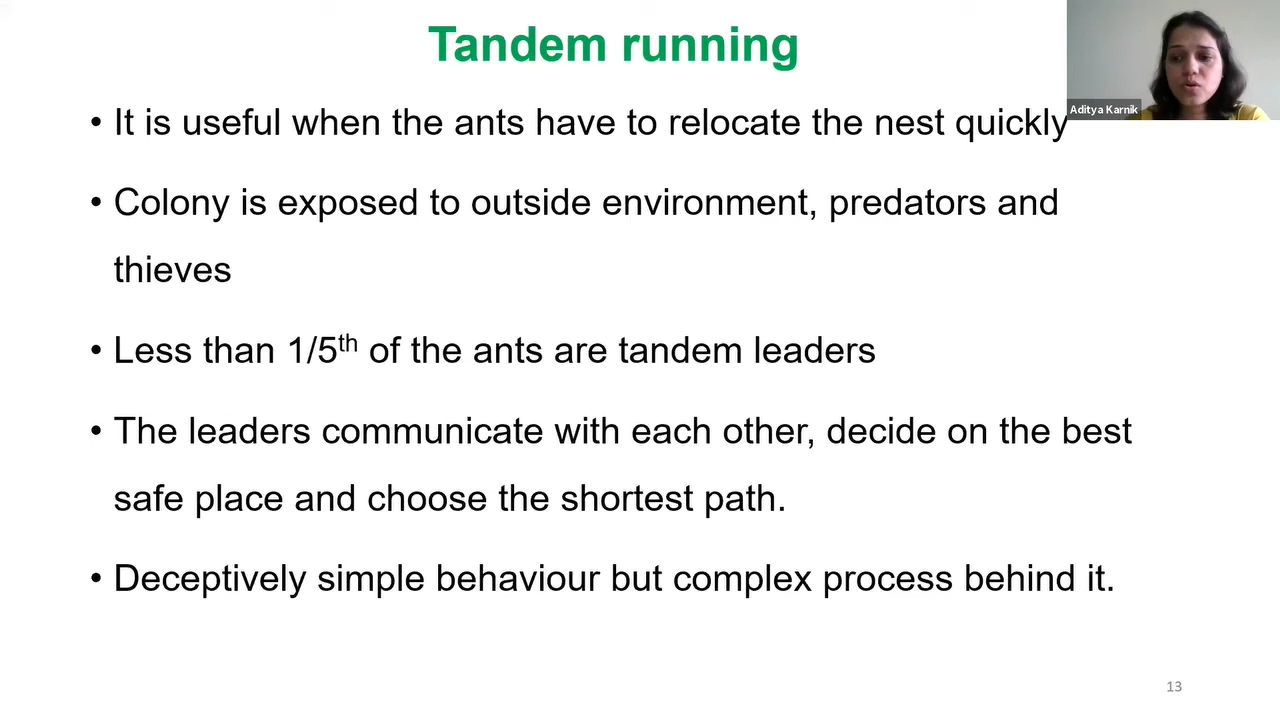 Tandem running
Aditya Karnik
• It is useful when the ants have to relocate the nest quickly
• Colony is exposed to outside environment, predators and
thieves
• Less than 1/5th of the ants are tandem leaders
• The leaders communicate with each other, decide on the best
safe place and choose the shortest path.
• Deceptively simple behaviour but complex process behind it.
13